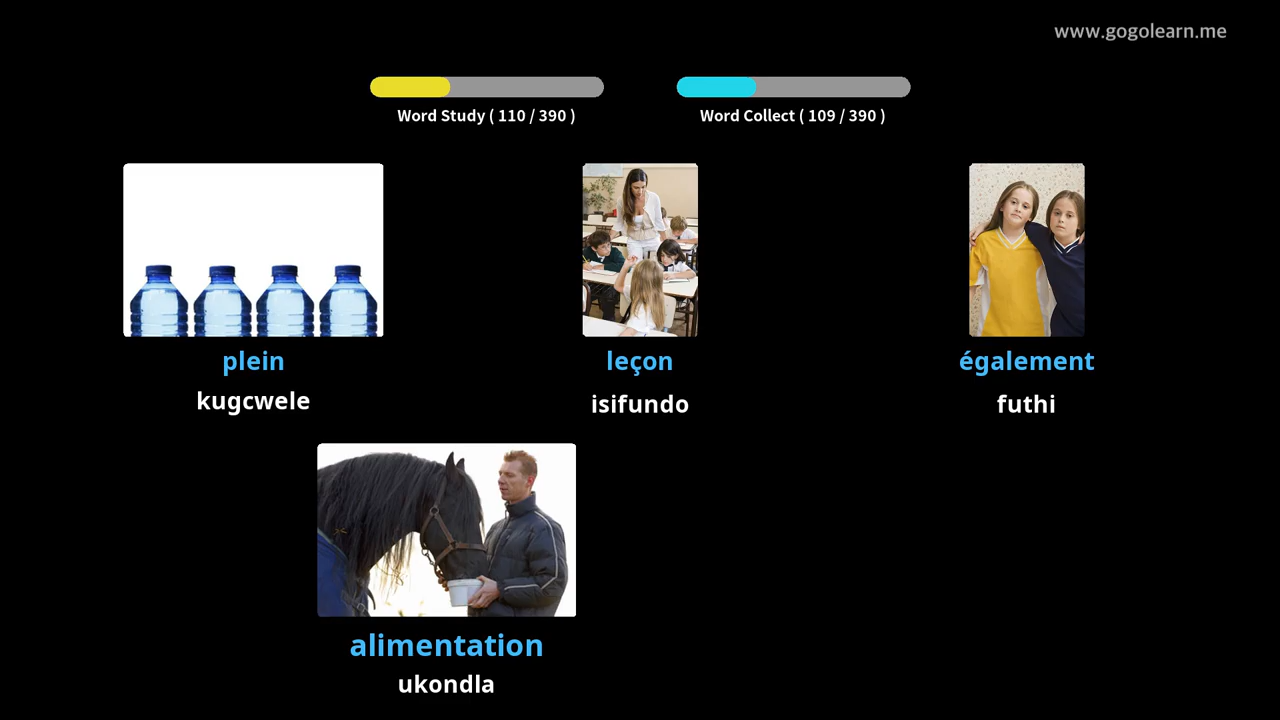 www.gogolearn.me
Word Study ( 110 / 390 )
Word Collect ( 109 / 390 )
plein
kugcwele
leçon
isifundo
également
futhi
alimentation
ukondla